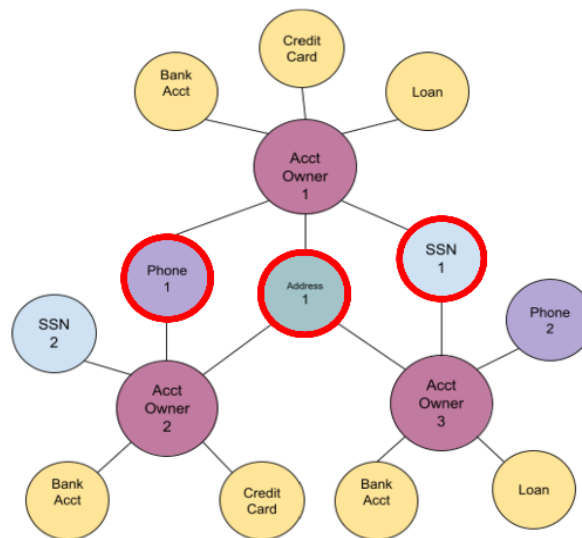 Credit
Card
Bank
Acct
Loan
Acct
Owner
1
Phone
1
Address
1
SSN
1
SSN
2
Phone
2
Acct
Owner
2
Acct
Owner
3
Bank
Acct
Credit
Card
Bank
Acct
Loan